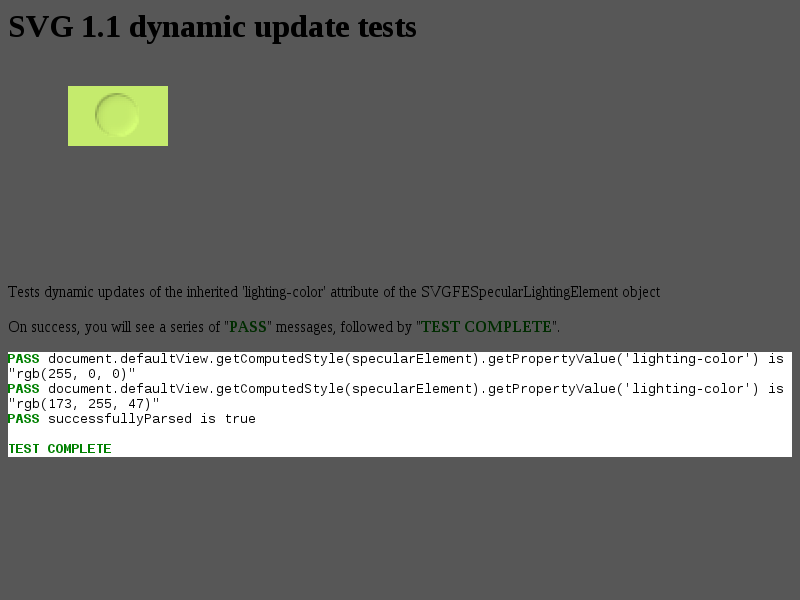 SVG 1.1 dynamic update tests
Tests dynamic updates of the inherited 'lighting-color' attribute of the SVGFESpecularLightingElement object
On success, you will see a series of "PASS" messages, followed by "TEST COMPLETE".
PASS document.defaultView.getComputedStyle(specularElement).getPropertyValue('lighting-color') is
"rgb(255, 0, 0)"
PASS document.defaultView.getComputedStyle(specularElement).getPropertyValue('lighting-color') is
"rgb(173, 255, 47)"
PASS successfullyParsed is true
TEST COMPLETE